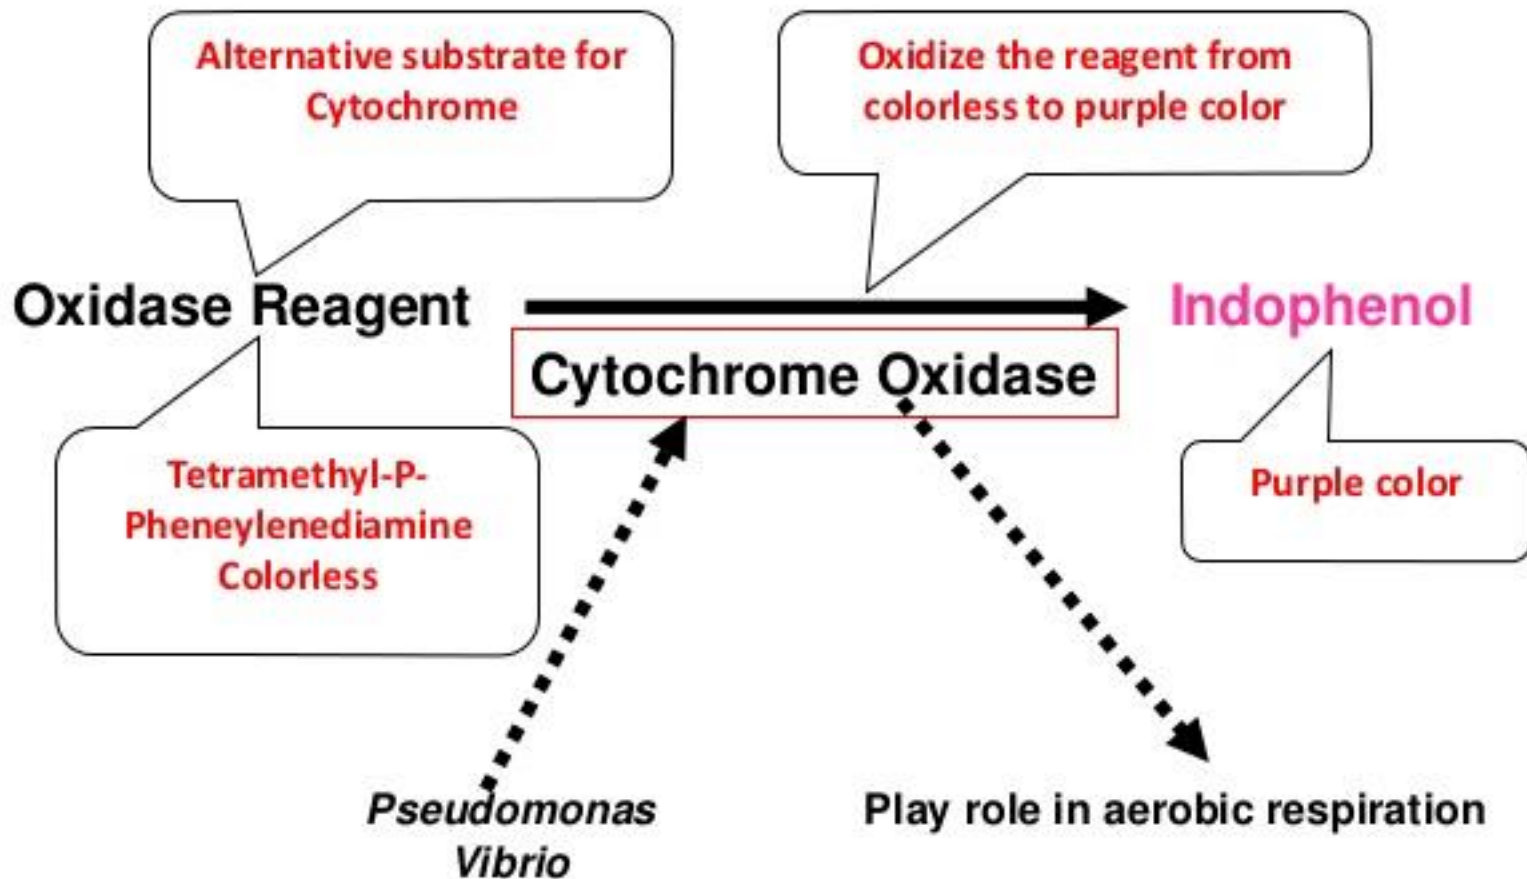 Alternative substrate for
Cytochrome
Oxidize the reagent from
colorless to purple color
Oxidase Reagent
Indophenol
Cytochrome Oxidase
Tetramethyl-P-
Pheneylenediamine
Colorless
Purple color
Pseudomonas
Vibrio
Play role in aerobic respiration